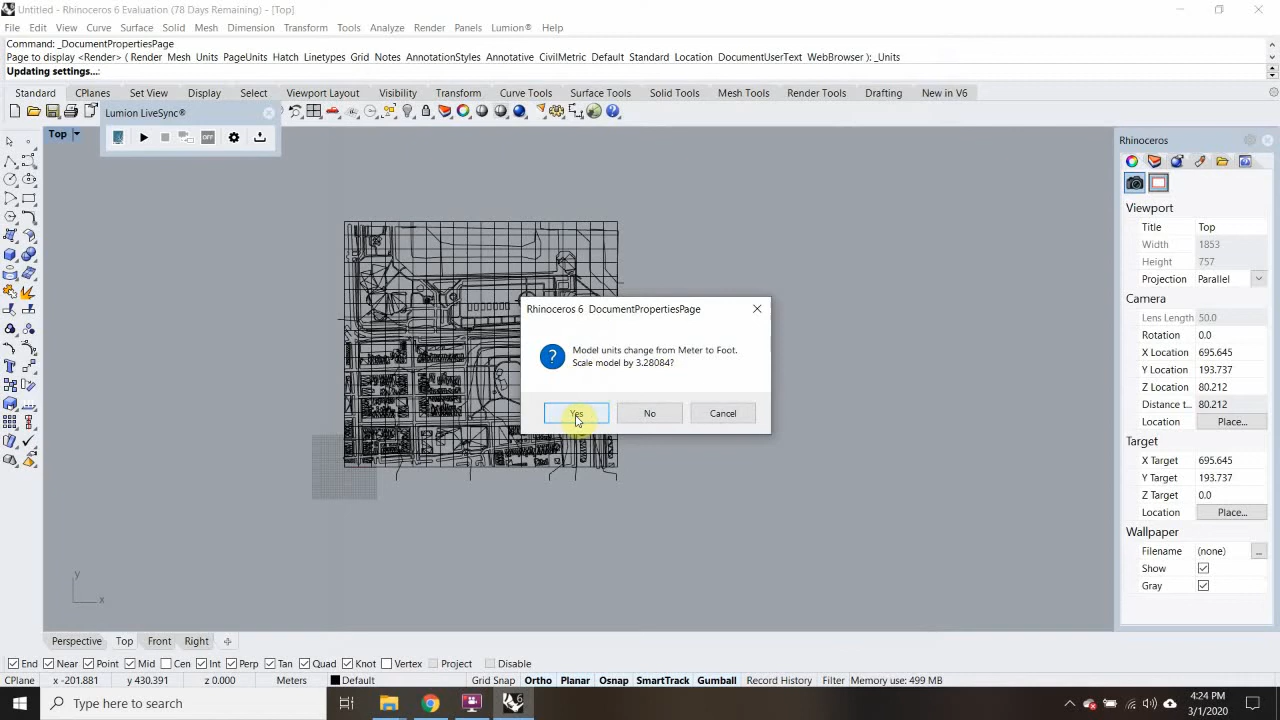 Untitled - Rhinoceros 6 Evaluation (78 Days Remaining) - [Top]
File Edit View Curve Surface Solid Mesh Dimension Transform Tools Analyze Render Panels Lumion® Help
Command: _DocumentPropertiesPage
Page to display <Render> ( Render Mesh Units PageUnits Hatch Linetypes Grid Notes AnnotationStyles Annotative CivilMetric Default Standard Location DocumentUserText WebBrowser ): _Units
Updating settings...:
Standard CPlanes Set View Display Select Viewport Layout Visibility Transform Curve Tools Surface Tools Solid Tools Mesh Tools Render Tools Drafting New in V6
Lumion LiveSync®
OFF
Top
Rhinoceros
Viewport
Title Top
Width 1853
Height 757
Projection Parallel
Camera
Lens Length 50.0
Rotation 0.0
X Location 695.645
Y Location 193.737
Z Location 80.212
Distance t... 80.212
Location Place...
Target
X Target 695.645
Y Target 193.737
Z Target 0.0
Location Place...
Wallpaper
Filename (none) ...
Show
Gray
Rhinoceros 6 DocumentPropertiesPage
Model units change from Meter to Foot.
Scale model by 3.28084?
Yes No Cancel
y
x
Perspective Top Front Right
End Near Point Mid Cen Int Perp Tan Quad Knot Vertex Project Disable
CPlane x -201.881 y 430.391 z 0.000 Meters Default Grid Snap Ortho Planar Osnap SmartTrack Gumball Record History Filter Memory use: 499 MB
Type here to search
4:24 PM
3/1/2020